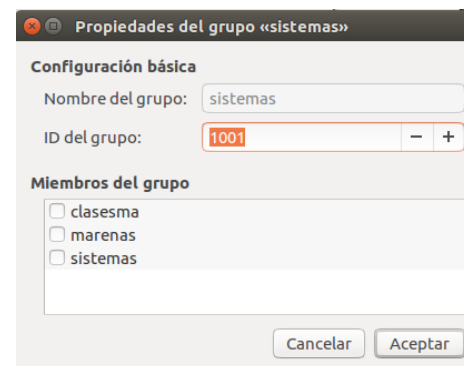 Propiedades del grupo «sistemas»
Configuración básica
Nombre del grupo: sistemas
ID del grupo: 1001 − +
Miembros del grupo
clasesma
marenas
sistemas
Cancelar Aceptar